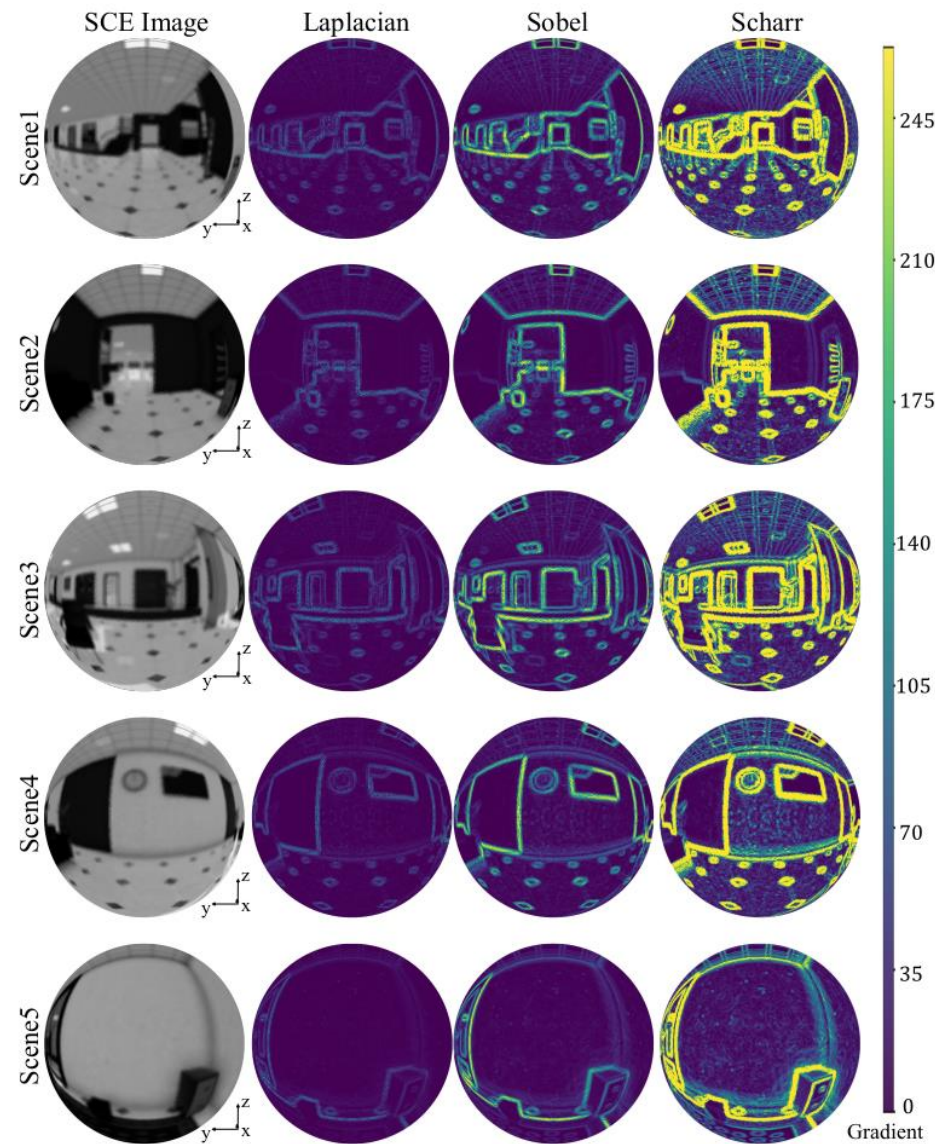 SCE Image Laplacian Sobel Scharr
Scene1
z
y x
Scene2
z
y x
Scene3
z
y x
Scene4
z
y x
Scene5
z
y x
245
210
175
140
105
70
35
0
Gradient